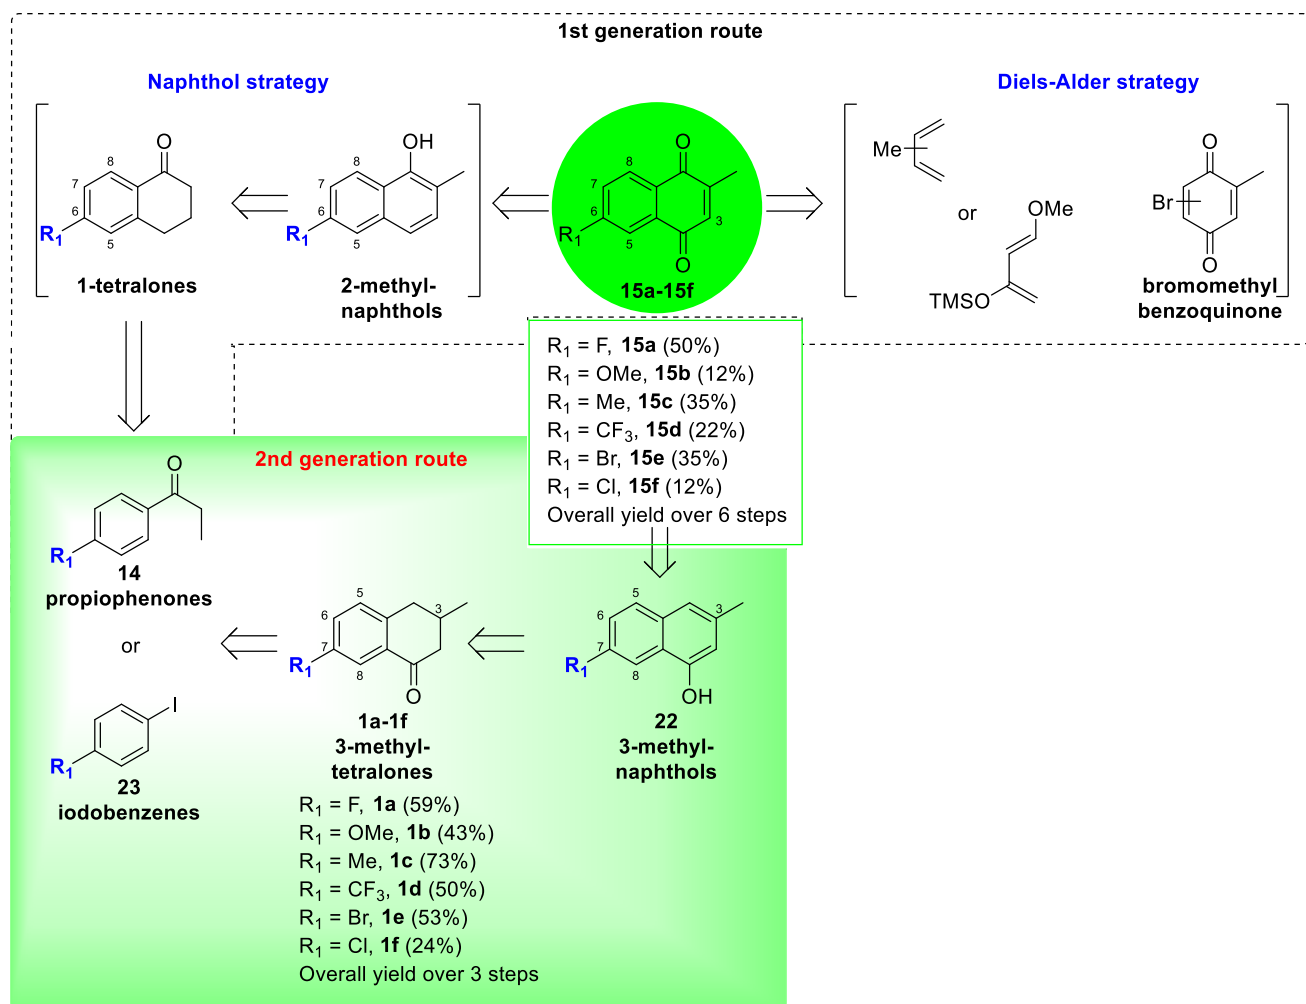 1st generation route
Naphthol strategy
Diels-Alder strategy
O
8
7
6
5
R1
1-tetralones
OH
8
7
6
5
R1
2-methyl-
naphthols
O
8
7
6
5
3
R1
O
15a-15f
Me
or
OMe
TMSO
O
Br
O
bromomethyl
benzoquinone
R1 = F, 15a (50%)
R1 = OMe, 15b (12%)
R1 = Me, 15c (35%)
R1 = CF3, 15d (22%)
R1 = Br, 15e (35%)
R1 = Cl, 15f (12%)
Overall yield over 6 steps
2nd generation route
O
R1
14
propiophenones
or
I
R1
23
iodobenzenes
5
6
7
8
3
R1
O
1a-1f
3-methyl-
tetralones
R1 = F, 1a (59%)
R1 = OMe, 1b (43%)
R1 = Me, 1c (73%)
R1 = CF3, 1d (50%)
R1 = Br, 1e (53%)
R1 = Cl, 1f (24%)
Overall yield over 3 steps
5
6
7
8
3
R1
OH
22
3-methyl-
naphthols